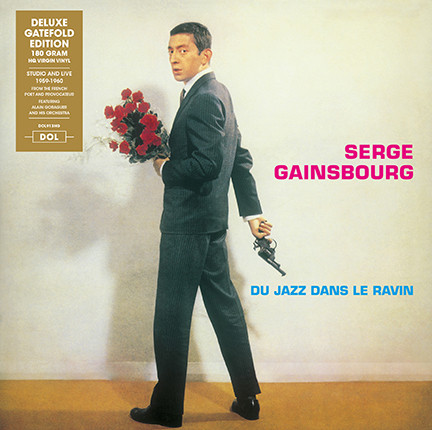 DELUXE
GATEFOLD
EDITION
180 GRAM
HQ VIRGIN VINYL
STUDIO AND LIVE
1959-1960
FROM THE FRENCH
POET AND PROVOCATEUR
FEATURING
ALAIN GORAGUER
AND HIS ORCHESTRA
DOL
SERGE
GAINSBOURG
DU JAZZ DANS LE RAVIN